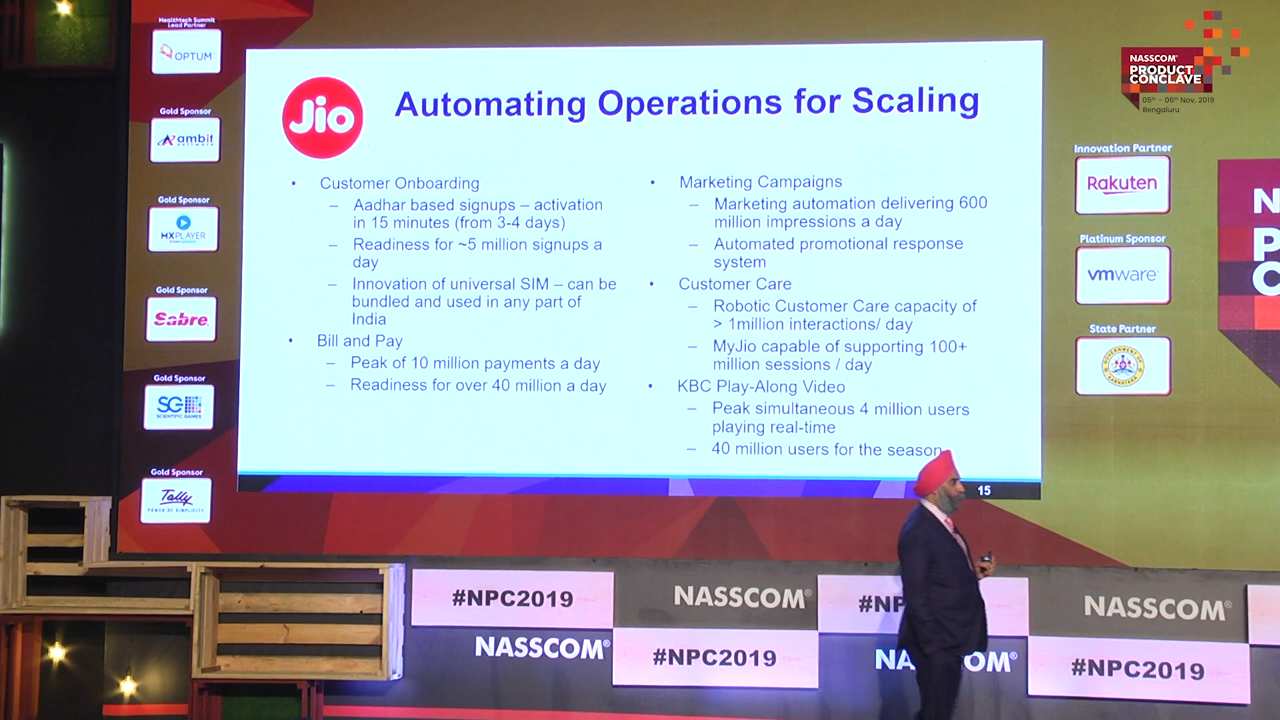 Healthtech Summit
Lead Partner
OPTUM
Gold Sponsor
ambit
Gold Sponsor
MXPLAYER
Gold Sponsor
Sabre
Gold Sponsor
SG
SCIENTIFIC GAMES
Gold Sponsor
Tally
POWER OF SIMPLICITY
Jio
Automating Operations for Scaling
• Customer Onboarding
– Aadhar based signups – activation
in 15 minutes (from 3-4 days)
– Readiness for ~5 million signups a
day
– Innovation of universal SIM – can be
bundled and used in any part of
India
• Bill and Pay
– Peak of 10 million payments a day
– Readiness for over 40 million a day
• Marketing Campaigns
– Marketing automation delivering 600
million impressions a day
– Automated promotional response
system
• Customer Care
– Robotic Customer Care capacity of
> 1million interactions/ day
– MyJio capable of supporting 100+
million sessions / day
• KBC Play-Along Video
– Peak simultaneous 4 million users
playing real-time
– 40 million users for the season
15
NASSCOM®
PRODUCT
CONCLAVE
05th - 06th Nov, 2019
Bengaluru
Innovation Partner
Rakuten
Platinum Sponsor
vmware
State Partner
GOVERNMENT OF
KARNATAKA
N
P
C
#NPC2019
NASSCOM®
#NP
NASSCOM®
NASSCOM®
#NPC2019
NA OM®
#NPC2019